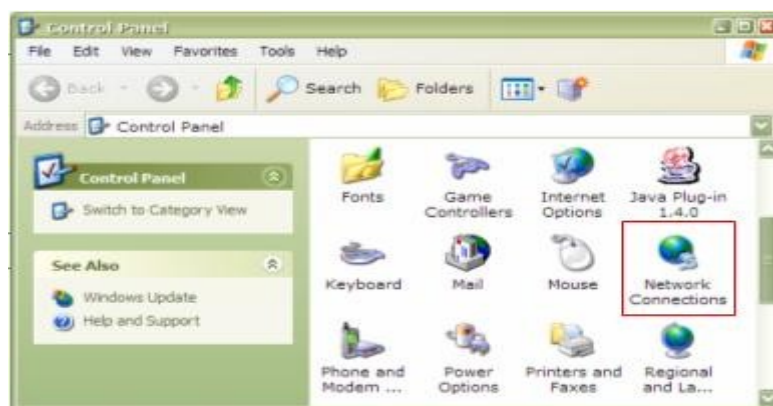 Control Panel
File Edit View Favorites Tools Help
Back Search Folders
Address Control Panel
Control Panel
Switch to Category View
See Also
Windows Update
Help and Support
Fonts
Game Controllers
Internet Options
Java Plug-in 1.4.0
Keyboard
Mail
Mouse
Network Connections
Phone and Modem ...
Power Options
Printers and Faxes
Regional and La...